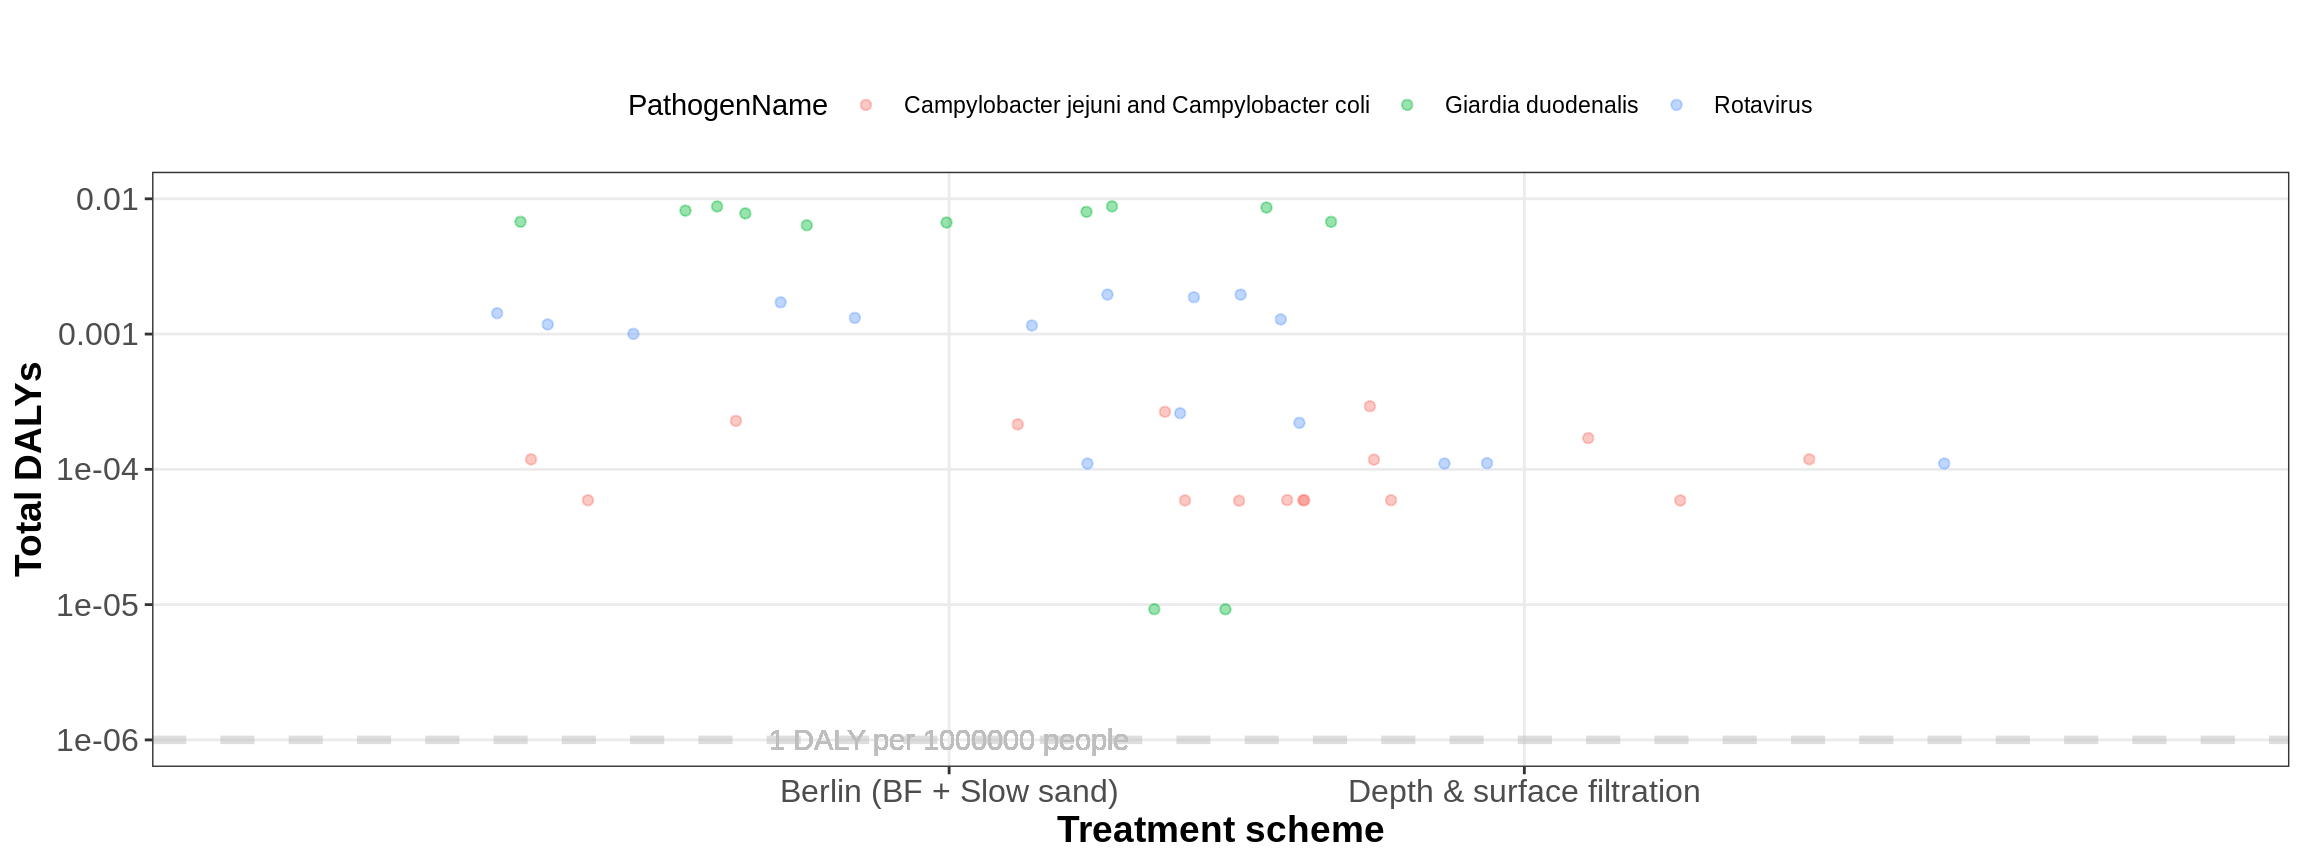 PathogenName Campylobacter jejuni and Campylobacter coli Giardia duodenalis Rotavirus
0.01
0.001
1e-04
1e-05
1e-06
Total DALYs
1 DALY per 1000000 people
Berlin (BF + Slow sand) Depth & surface filtration
Treatment scheme